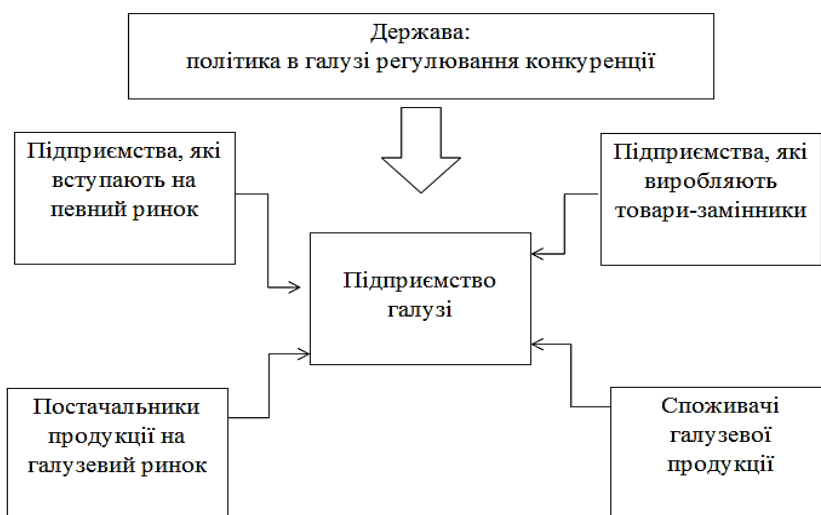 Держава:
політика в галузі регулювання конкуренції
Підприємства, які
вступають на
певний ринок
Підприємства, які
виробляють
товари-замінники
Підприємство
галузі
Постачальники
продукції на
галузевий ринок
Споживачі
галузевої
продукції